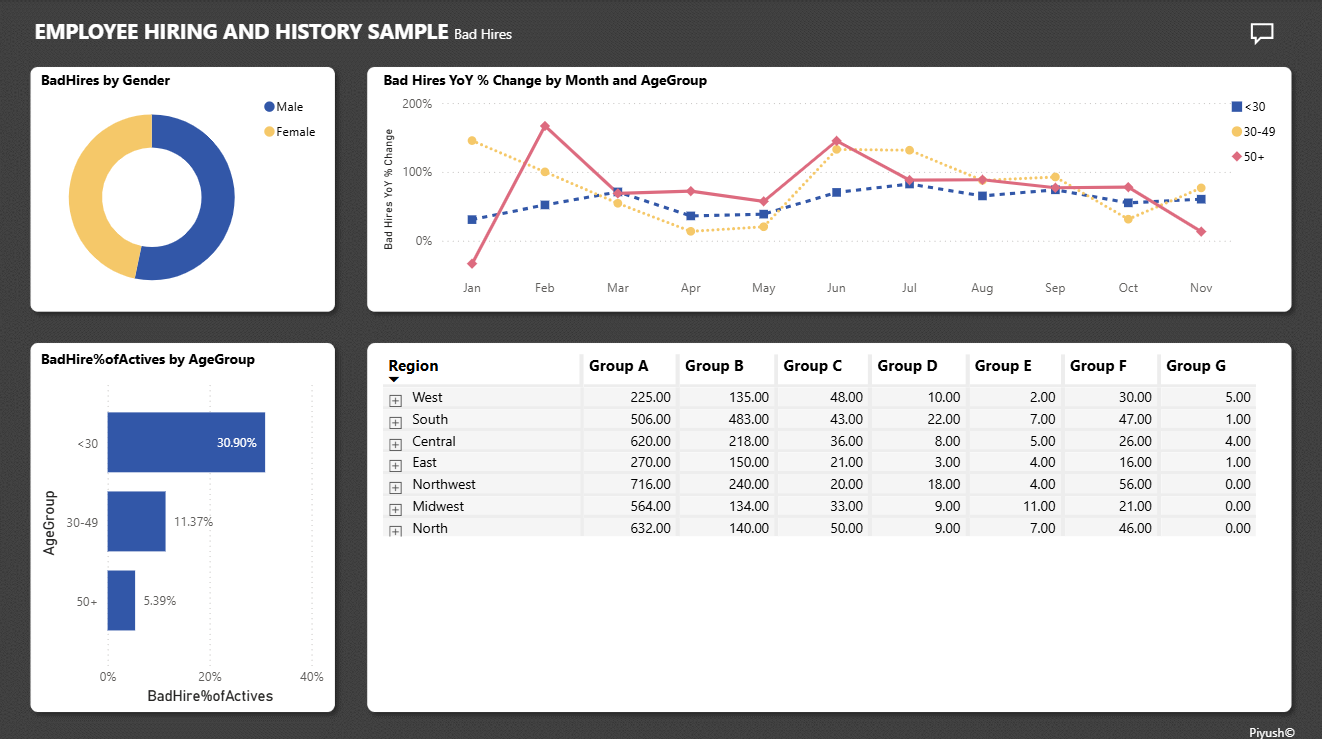 EMPLOYEE HIRING AND HISTORY SAMPLE Bad Hires
BadHires by Gender
Male
Female
Bad Hires YoY % Change by Month and AgeGroup
Bad Hires YoY % Change
200%
100%
0%
Jan Feb Mar Apr May Jun Jul Aug Sep Oct Nov
<30
30-49
50+
BadHire%ofActives by AgeGroup
AgeGroup
<30 30.90%
30-49 11.37%
50+ 5.39%
0% 20% 40%
BadHire%ofActives
Region Group A Group B Group C Group D Group E Group F Group G
West 225.00 135.00 48.00 10.00 2.00 30.00 5.00
South 506.00 483.00 43.00 22.00 7.00 47.00 1.00
Central 620.00 218.00 36.00 8.00 5.00 26.00 4.00
East 270.00 150.00 21.00 3.00 4.00 16.00 1.00
Northwest 716.00 240.00 20.00 18.00 4.00 56.00 0.00
Midwest 564.00 134.00 33.00 9.00 11.00 21.00 0.00
North 632.00 140.00 50.00 9.00 7.00 46.00 0.00
Piyush©